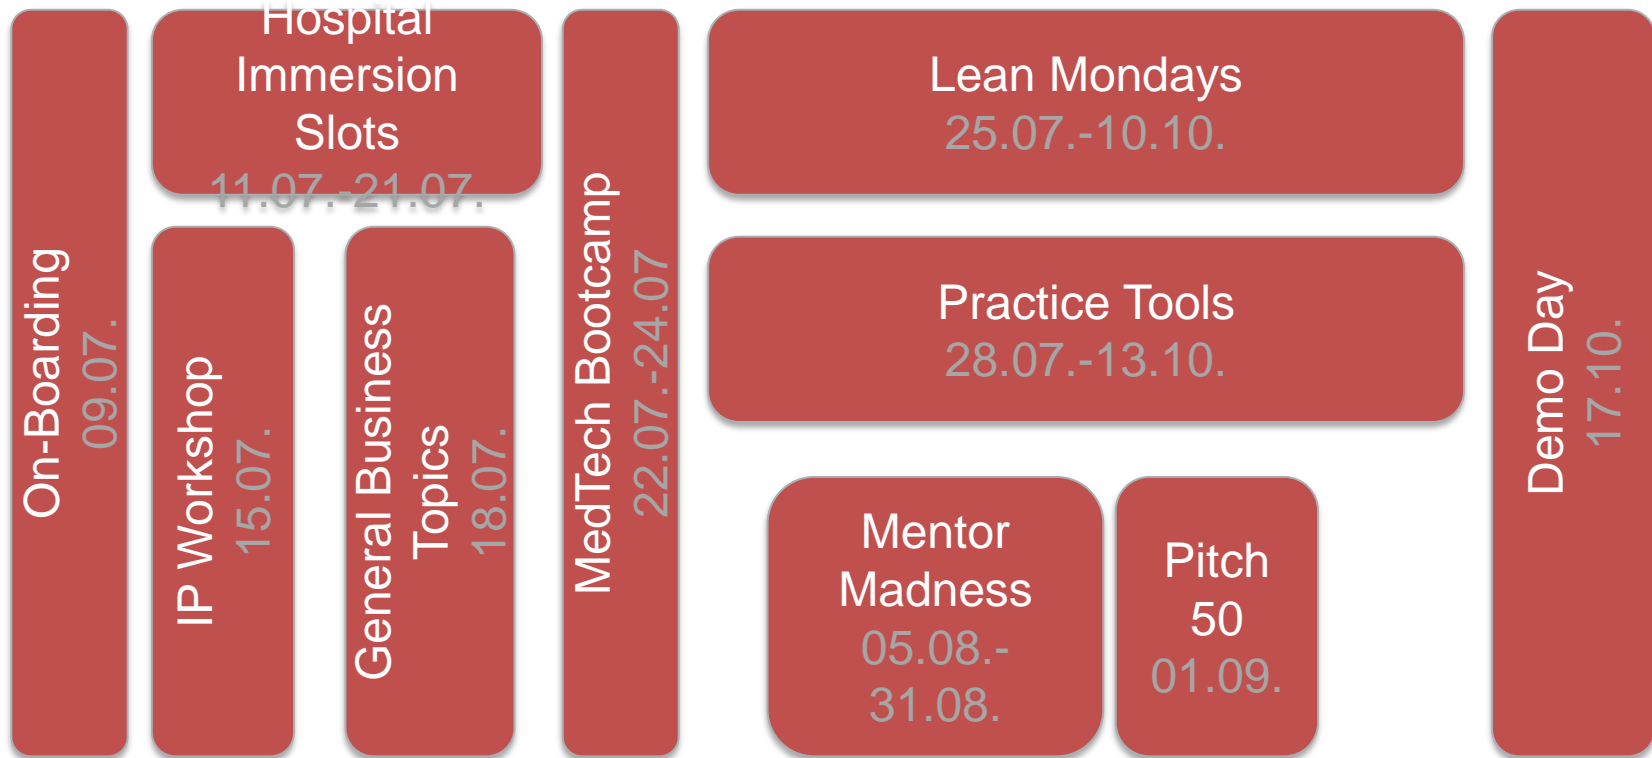 On-Boarding
09.07.
Hospital
Immersion
Slots
11.07.-21.07.
IP Workshop
15.07.
General Business
Topics
18.07.
MedTech Bootcamp
22.07.-24.07
Lean Mondays
25.07.-10.10.
Practice Tools
28.07.-13.10.
Mentor
Madness
05.08.-
31.08.
Pitch
50
01.09.
Demo Day
17.10.